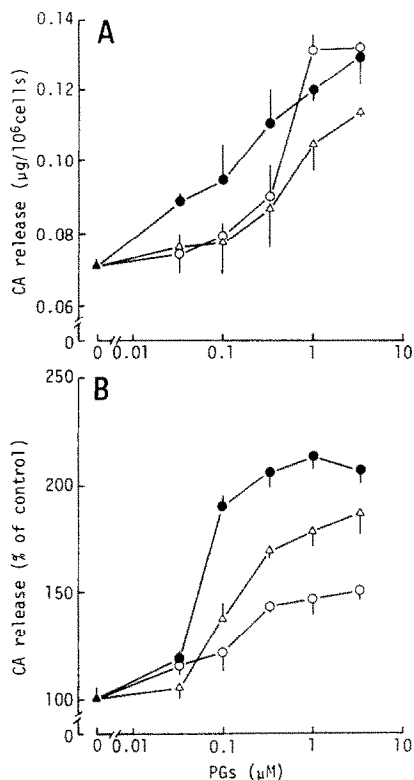 A
0.14
0.12
0.10
0.08
0.06
0
CA release (µg/10⁶cells)
0 0.01 0.1 1 10
B
250
200
150
100
0
CA release (% of control)
0 0.01 0.1 1 10
PGs (µM)